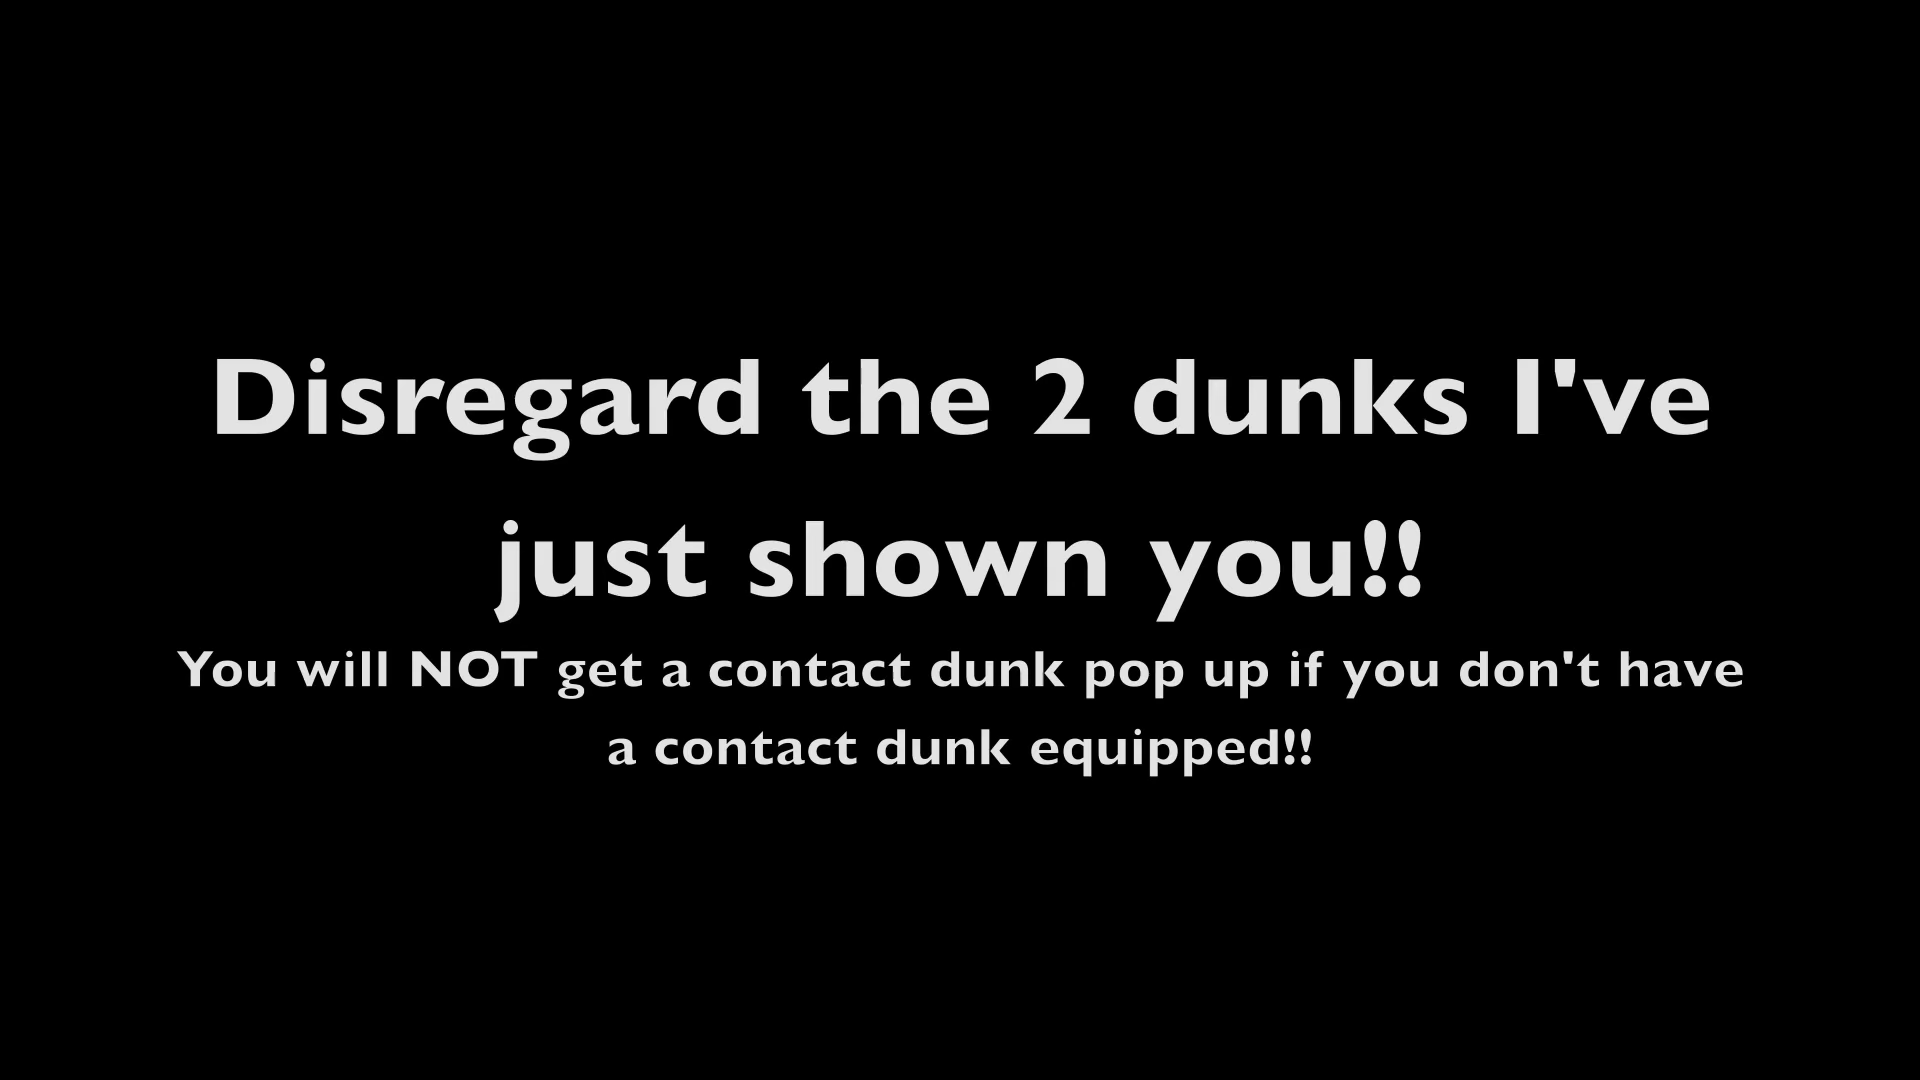 Disregard the 2 dunks I've
just shown you!!
You will NOT get a contact dunk pop up if you don't have
a contact dunk equipped!!